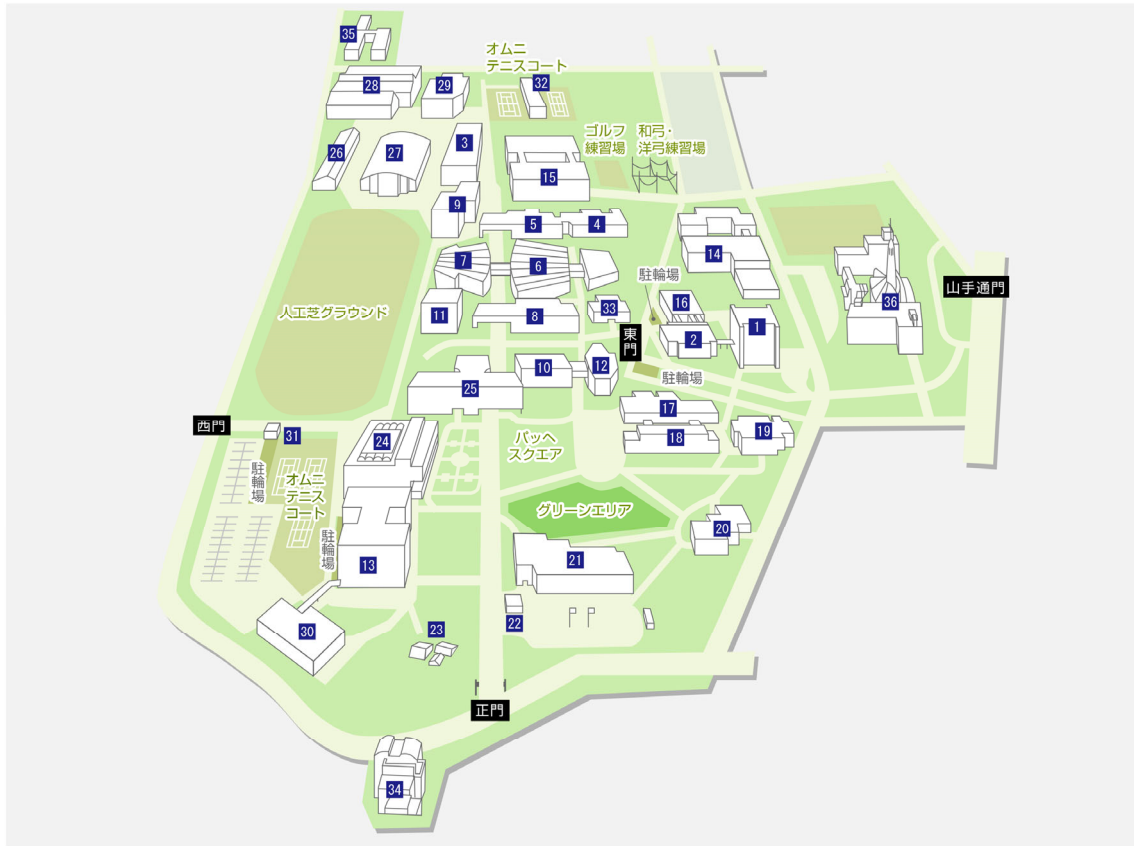 35
オムニ
テニスコート
28
29
32
ゴルフ
練習場
和弓・
洋弓練習場
26
27
3
15
9
5
4
14
7
6
駐輪場
山手通門
36
人工芝グラウンド
11
8
33
16
1
東門
2
10
12
駐輪場
25
17
西門
31
24
バッヘ
スクエア
18
19
駐輪場
オムニ
テニス
コート
グリーンエリア
20
駐輪場
13
21
30
23
22
正門
34